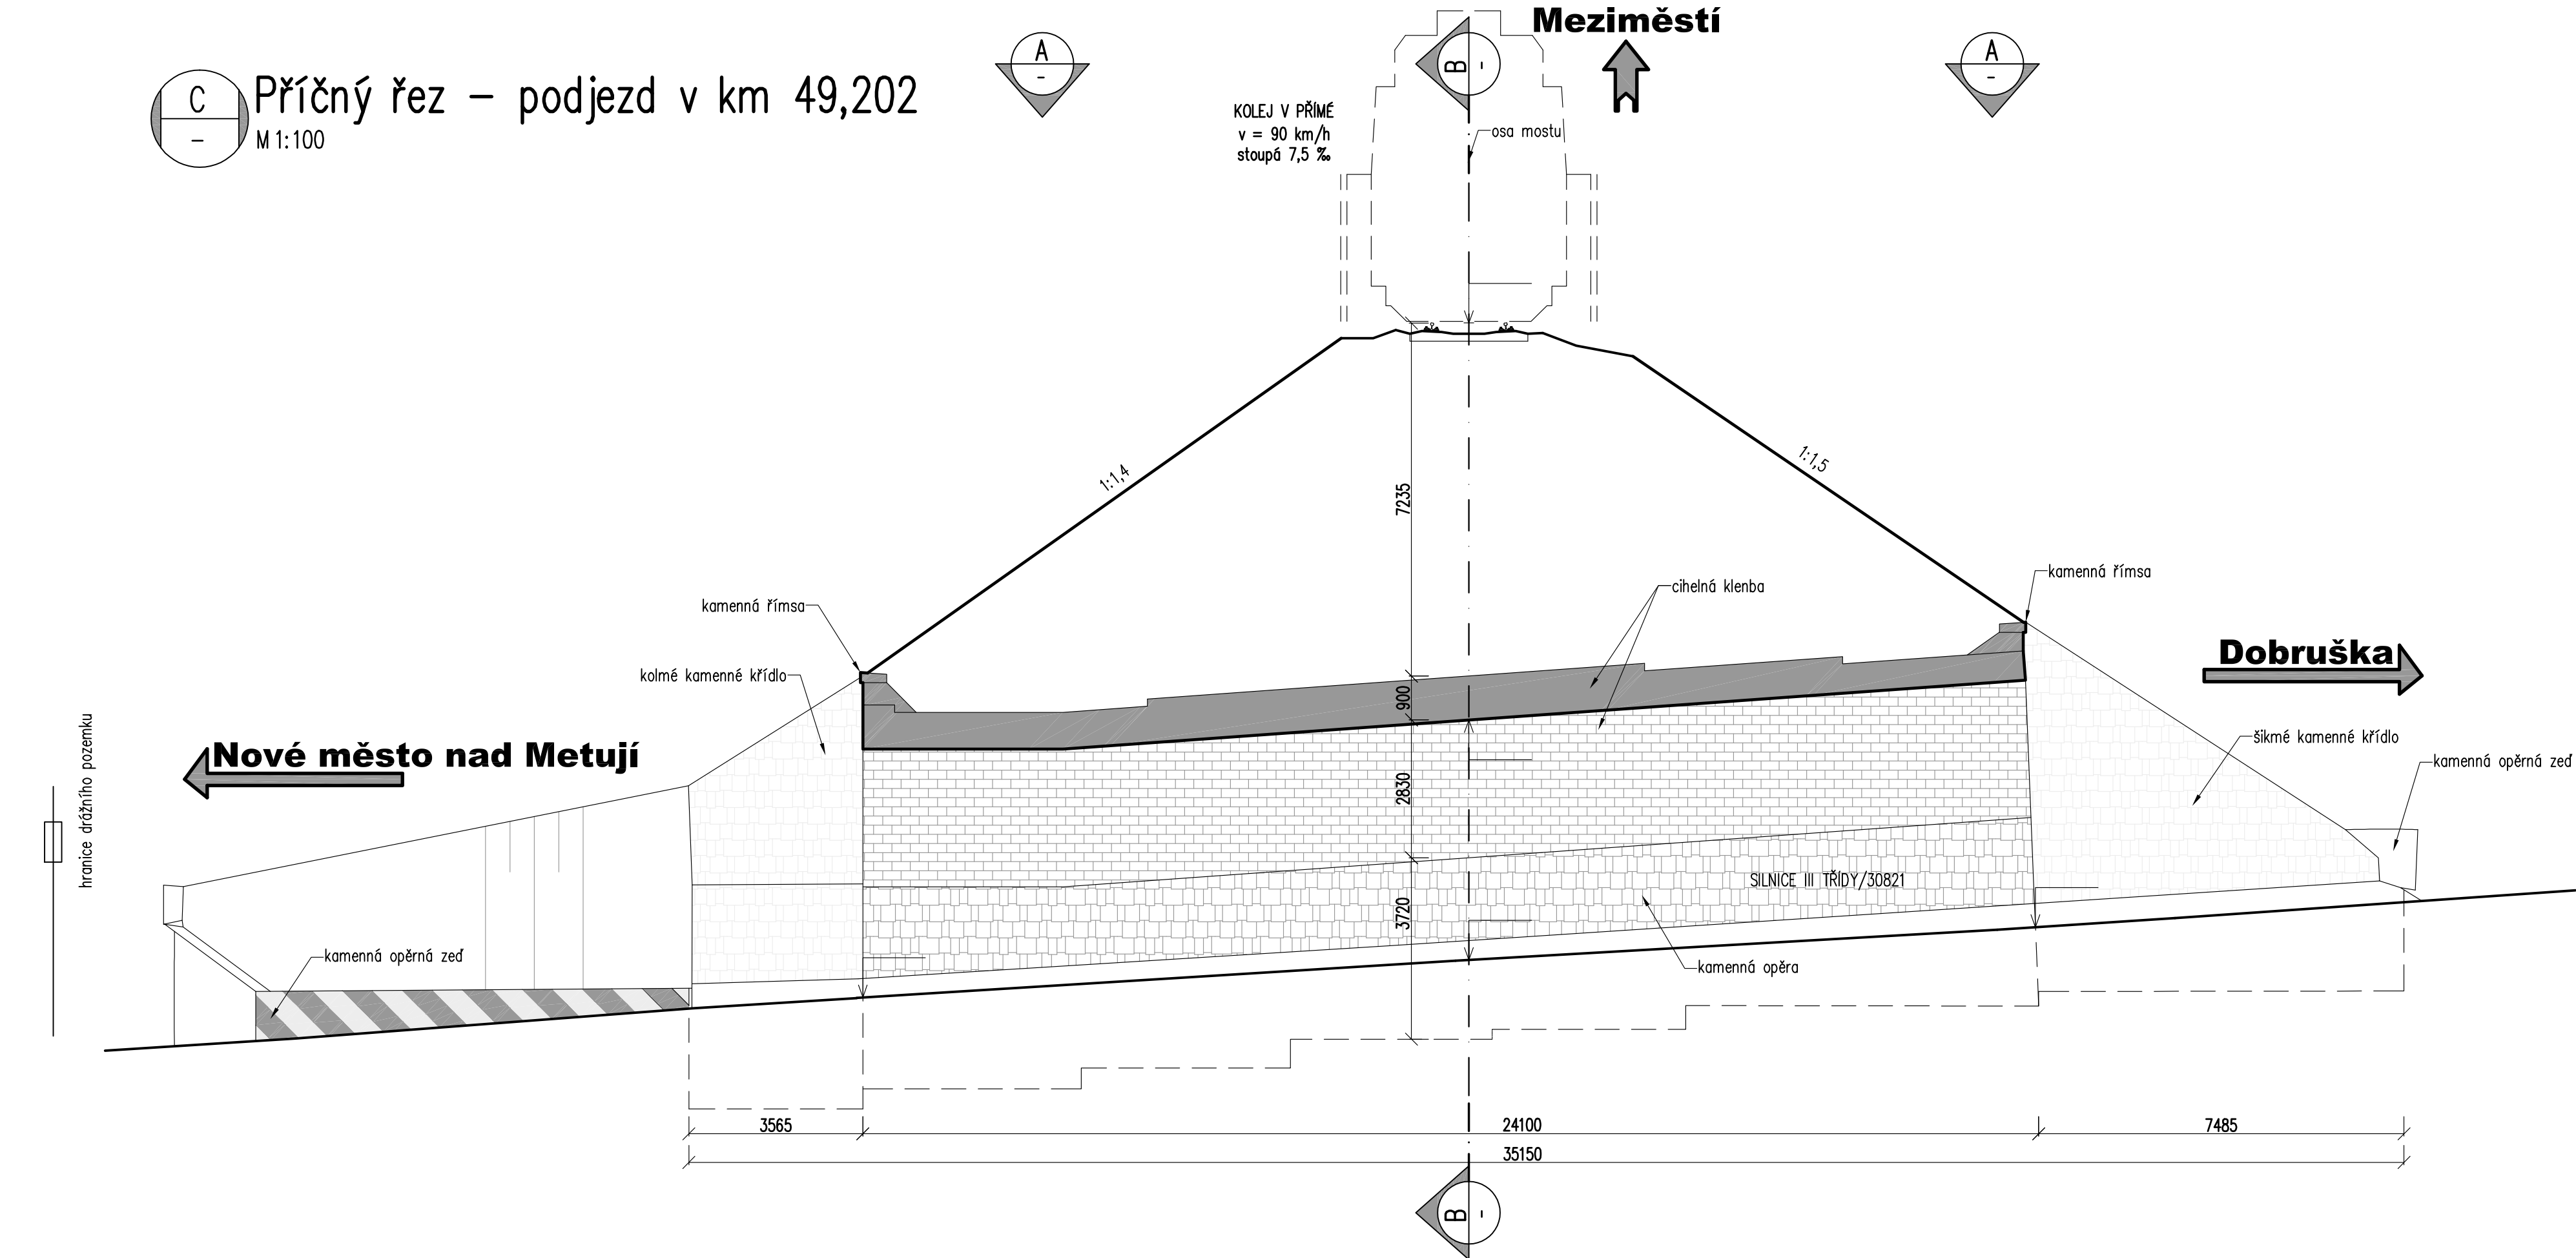 Meziměstí
A
-
B
-
A
-
C
-
Příčný řez – podjezd v km 49,202
M 1:100
KOLEJ V PŘÍMÉ
v = 90 km/h
stoupá 7,5 ‰
osa mostu
1:1,4
1:1,5
7235
kamenná římsa
cihelná klenba
kamenná římsa
kolmé kamenné křídlo
900
Dobruška
Nové město nad Metují
šikmé kamenné křídlo
kamenná opěrná zeď
hranice drážního pozemku
2830
SILNICE III TŘÍDY/30821
3720
kamenná opěrná zeď
kamenná opěra
3565
24100
7485
35150
B
-